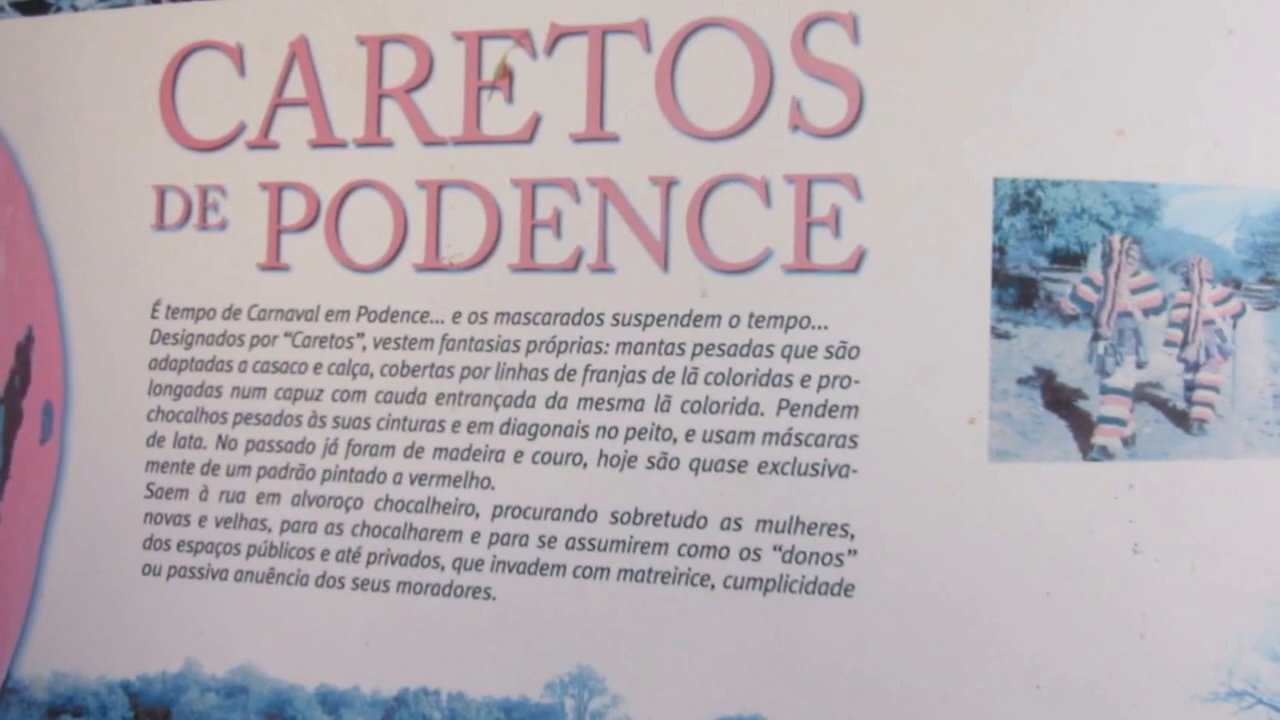 CARETOS
DE PODENCE
É tempo de Carnaval em Podence... e os mascarados suspendem o tempo...
Designados por “Caretos”, vestem fantasias próprias: mantas pesadas que são
adaptadas a casaco e calça, cobertas por linhas de franjas de lã coloridas e pro-
longadas num capuz com cauda entrançada da mesma lã colorida. Pendem
chocalhos pesados às suas cinturas e em diagonais no peito, e usam máscaras
de lata. No passado já foram de madeira e couro, hoje são quase exclusiva-
mente de um padrão pintado a vermelho.
Saem à rua em alvoroço chocalheiro, procurando sobretudo as mulheres,
novas e velhas, para as chocalharem e para se assumirem como os “donos”
dos espaços públicos e até privados, que invadem com matreirice, cumplicidade
ou passiva anuência dos seus moradores.